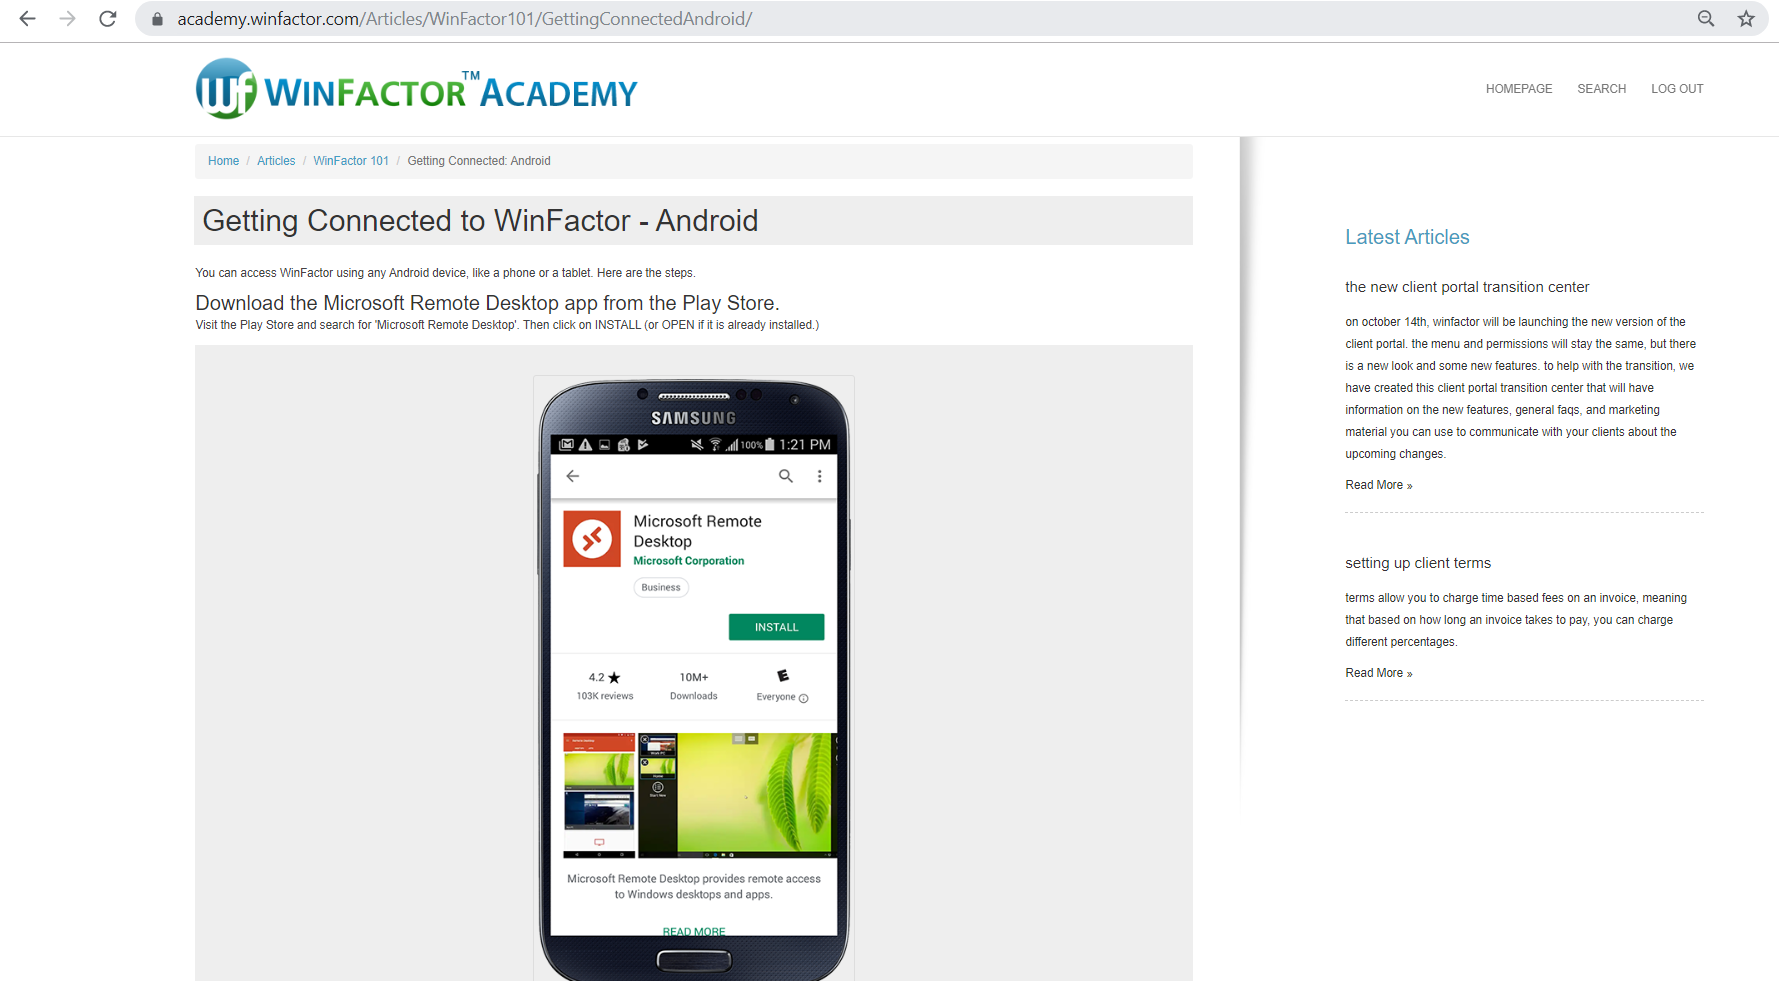 academy.winfactor.com/Articles/WinFactor101/GettingConnectedAndroid/
WINFACTOR™ ACADEMY
HOMEPAGE SEARCH LOG OUT
Home / Articles / WinFactor 101 / Getting Connected: Android
Getting Connected to WinFactor - Android
You can access WinFactor using any Android device, like a phone or a tablet. Here are the steps.
Download the Microsoft Remote Desktop app from the Play Store.
Visit the Play Store and search for 'Microsoft Remote Desktop'. Then click on INSTALL (or OPEN if it is already installed.)
SAMSUNG
100% 1:21 PM
Microsoft Remote
Desktop
Microsoft Corporation
Business
INSTALL
4.2 ★ 10M+ E
103K reviews Downloads Everyone
Microsoft Remote Desktop provides remote access
to Windows desktops and apps.
READ MORE
Latest Articles
the new client portal transition center
on october 14th, winfactor will be launching the new version of the
client portal. the menu and permissions will stay the same, but there
is a new look and some new features. to help with the transition, we
have created this client portal transition center that will have
information on the new features, general faqs, and marketing
material you can use to communicate with your clients about the
upcoming changes.
Read More »
setting up client terms
terms allow you to charge time based fees on an invoice, meaning
that based on how long an invoice takes to pay, you can charge
different percentages.
Read More »